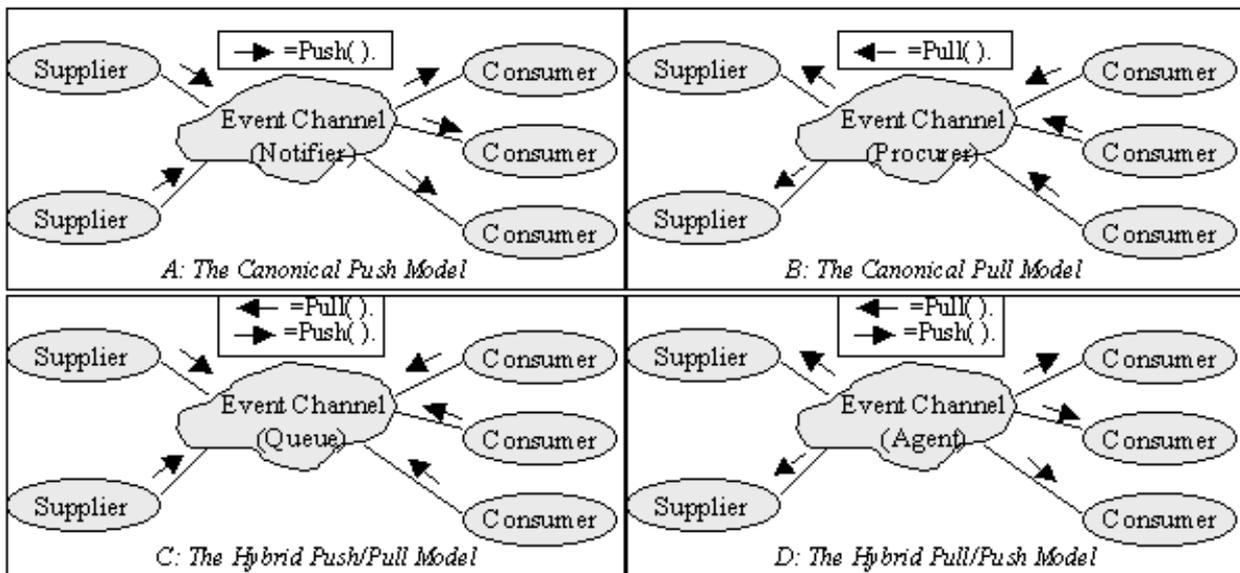 =Push( ).
Supplier
Consumer
Event Channel
(Notifier)
Consumer
Supplier
Consumer
A: The Canonical Push Model
=Pull( ).
Supplier
Consumer
Event Channel
(Procurer)
Consumer
Supplier
Consumer
B: The Canonical Pull Model
=Pull( ).
=Push( ).
Supplier
Consumer
Event Channel
(Queue)
Consumer
Supplier
Consumer
C: The Hybrid Push/Pull Model
=Pull( ).
=Push( ).
Supplier
Consumer
Event Channel
(Agent)
Consumer
Supplier
Consumer
D: The Hybrid Pull/Push Model